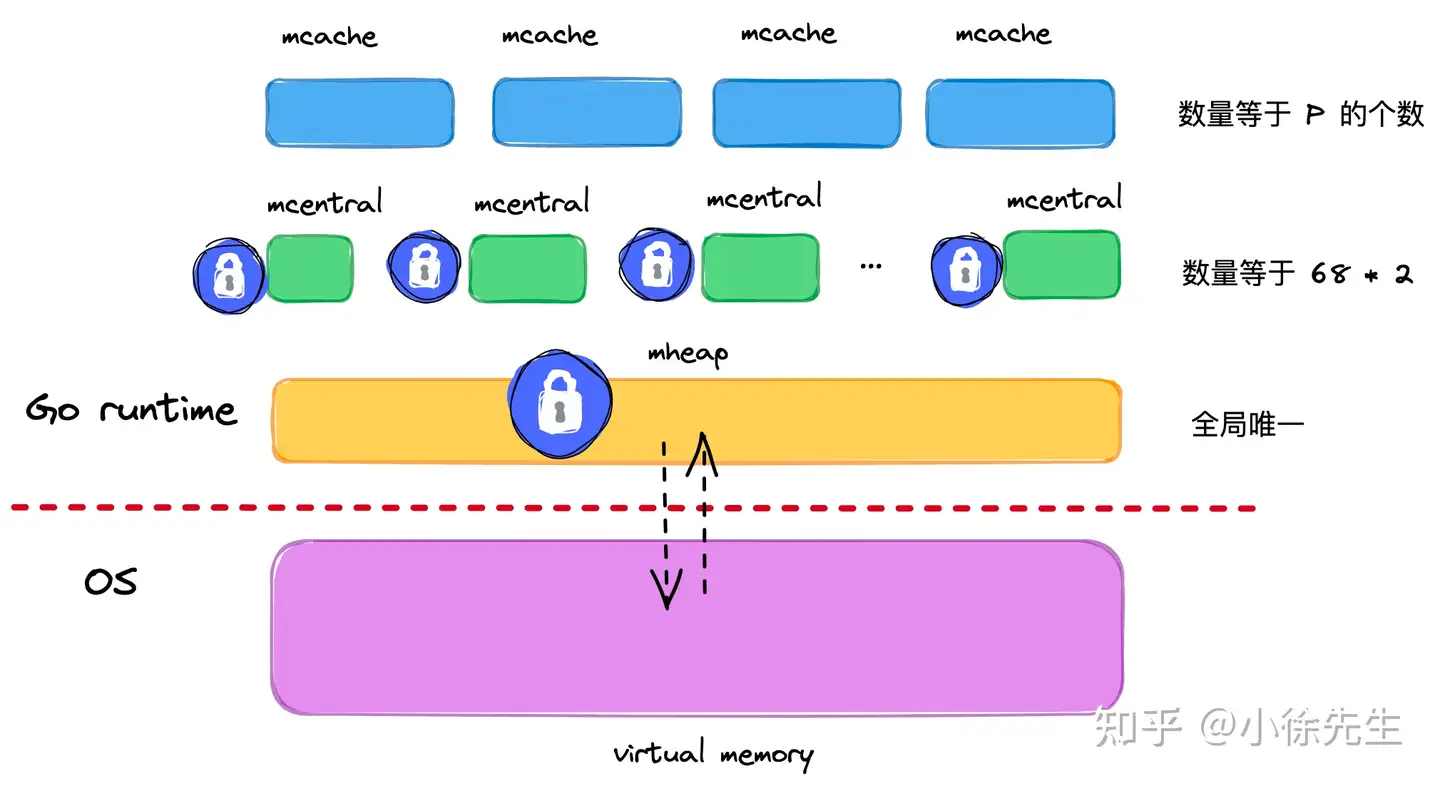 mcache mcache mcache mcache
数量等于 P 的个数
mcentral mcentral mcentral mcentral
... 数量等于 68 * 2
mheap
Go runtime 全局唯一
OS
知乎 @小徐先生
virtual memory